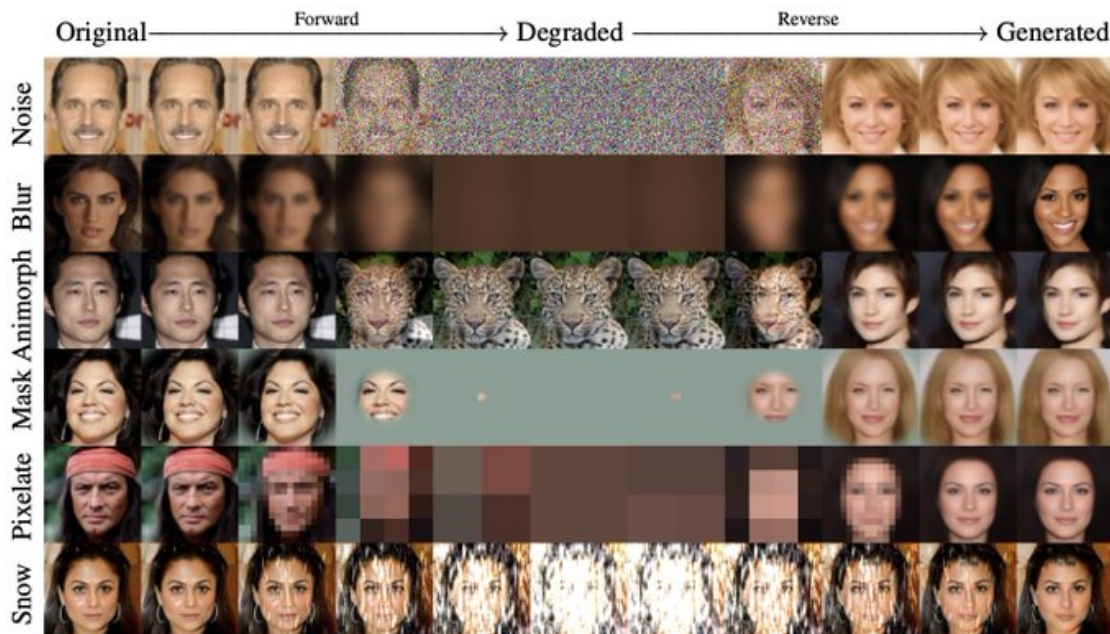 Forward Reverse
Original Degraded Generated
Noise
Blur
Animorph
Mask
Pixelate
Snow